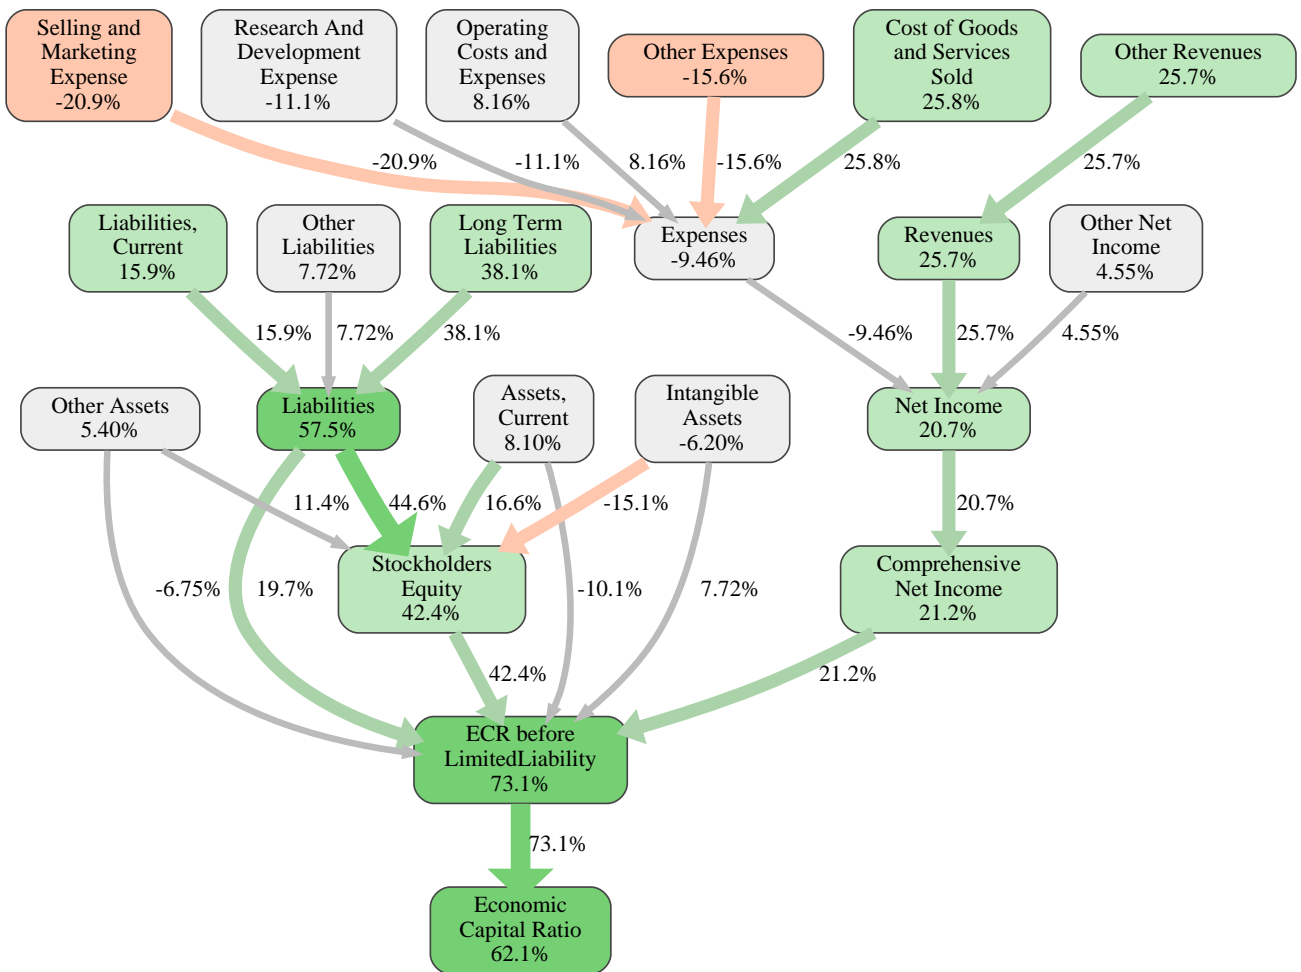 Selling and
Marketing
Expense
-20.9%
Research And
Development
Expense
-11.1%
Operating
Costs and
Expenses
8.16%
Other Expenses
-15.6%
Cost of Goods
and Services
Sold
25.8%
Other Revenues
25.7%
-20.9%
-11.1%
8.16%
-15.6%
25.8%
25.7%
Liabilities,
Current
15.9%
Other
Liabilities
7.72%
Long Term
Liabilities
38.1%
Expenses
-9.46%
Revenues
25.7%
Other Net
Income
4.55%
15.9%
7.72%
38.1%
-9.46%
25.7%
4.55%
Other Assets
5.40%
Liabilities
57.5%
Assets,
Current
8.10%
Intangible
Assets
-6.20%
Net Income
20.7%
11.4%
44.6%
16.6%
-15.1%
20.7%
Stockholders
Equity
42.4%
Comprehensive
Net Income
21.2%
-6.75%
19.7%
-10.1%
7.72%
42.4%
21.2%
ECR before
LimitedLiability
73.1%
73.1%
Economic
Capital Ratio
62.1%